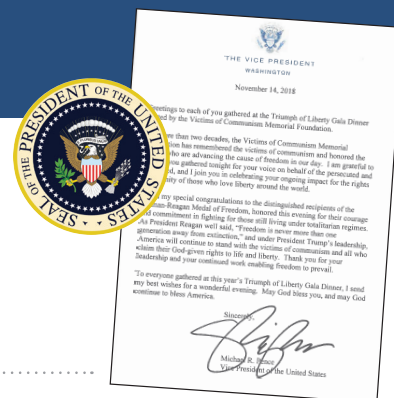 SEAL OF THE PRESIDENT OF THE UNITED STATES
THE VICE PRESIDENT
WASHINGTON
November 14, 2018
reetings to each of you gathered at the Triumph of Liberty Gala Dinner
ted by the Victims of Communism Memorial Foundation.
ore than two decades, the Victims of Communism Memorial
tion has remembered the victims of communism and honored the
who are advancing the cause of freedom in our day. I am grateful to
you gathered tonight for your voice on behalf of the persecuted and
ed, and I join you in celebrating your ongoing impact for the rights
nity of those who love liberty around the world.
my special congratulations to the distinguished recipients of the
man-Reagan Medal of Freedom, honored this evening for their courage
nd commitment in fighting for those still living under totalitarian regimes.
As President Reagan well said, “Freedom is never more than one
generation away from extinction,” and under President Trump’s leadership,
America will continue to stand with the victims of communism and all who
claim their God-given rights to life and liberty. Thank you for your
leadership and your continued work enabling freedom to prevail.
To everyone gathered at this year’s Triumph of Liberty Gala Dinner, I send
my best wishes for a wonderful evening. May God bless you, and may God
continue to bless America.
Sincerely,
Michael R. Pence
Vice President of the United States